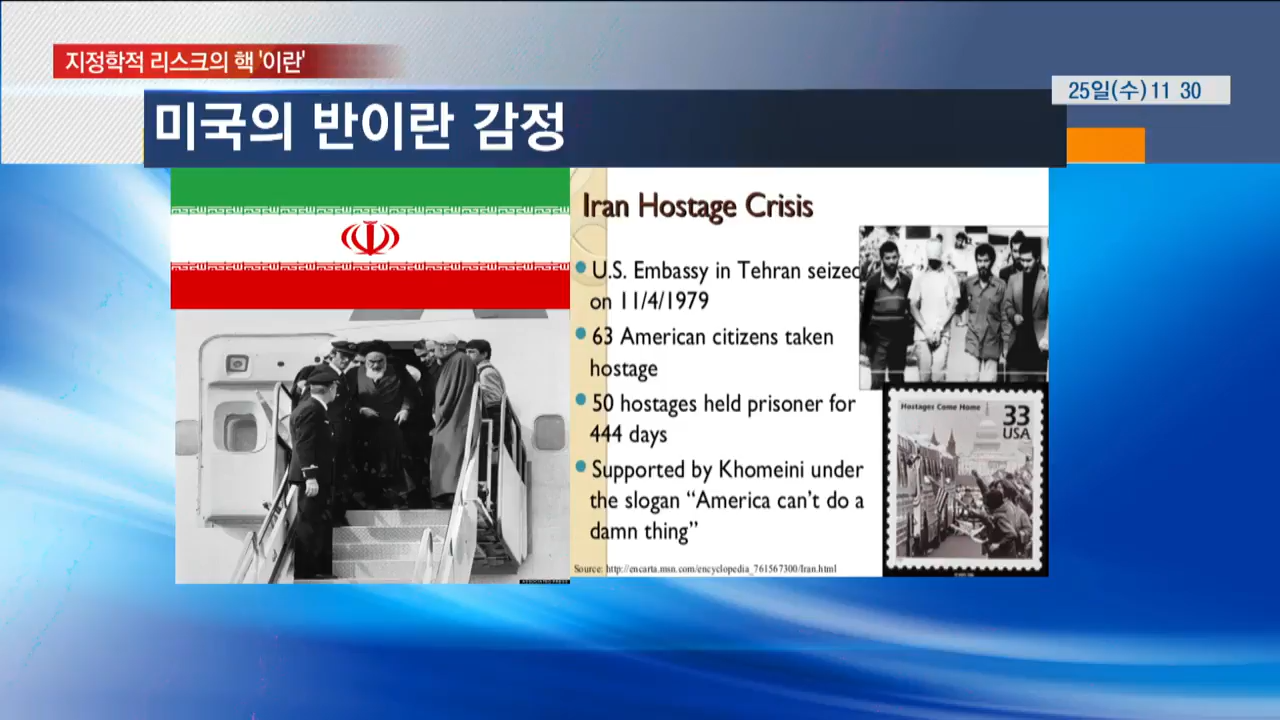 지정학적 리스크의 핵 '이란'
25일(수) 11 30
미국의 반이란 감정
Iran Hostage Crisis
U.S. Embassy in Tehran seized
on 11/4/1979
63 American citizens taken
hostage
50 hostages held prisoner for
444 days
Supported by Khomeini under
the slogan “America can't do a
damn thing”
Source: http://encarta.msn.com/encyclopedia_761567300/Iran.html
Hostages Come Home
33
USA
ASSOCIATED PRESS